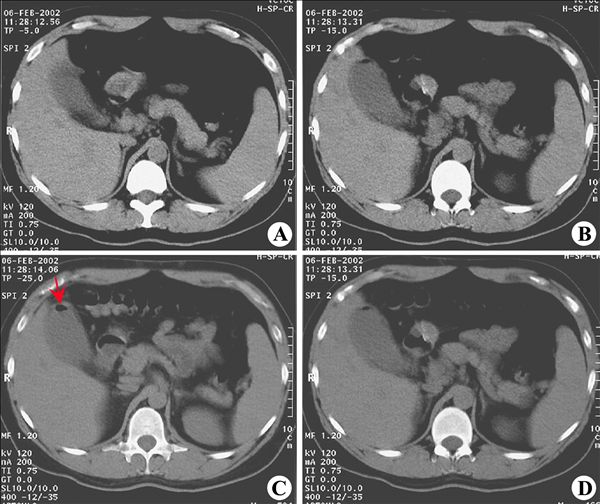 06-FEB-2002
11:28:12.56
TP -5.0
H-SP-CR
SPI 2
R
MF 1.20
kV 120
mA 200
TI 0.75
GT 0.0
SL10.0/10.0
400 -12/-35
10
c
m
A
06-FEB-2002
11:28:13.31
TP -15.0
H-SP-CR
SPI 2
R
MF 1.20
kV 120
mA 200
TI 0.75
GT 0.0
SL10.0/10.0
400 -12/-35
10
c
m
B
06-FEB-2002
11:28:14.06
TP -25.0
H-SP-CR
SPI 2
R
MF 1.20
kV 120
mA 200
TI 0.75
GT 0.0
SL10.0/10.0
400 -12/-35
10
c
m
C
06-FEB-2002
11:28:13.31
TP -15.0
H-SP-CR
SPI 2
R
MF 1.20
kV 120
mA 200
TI 0.75
GT 0.0
SL10.0/10.0
400 -12/-35
10
c
m
D